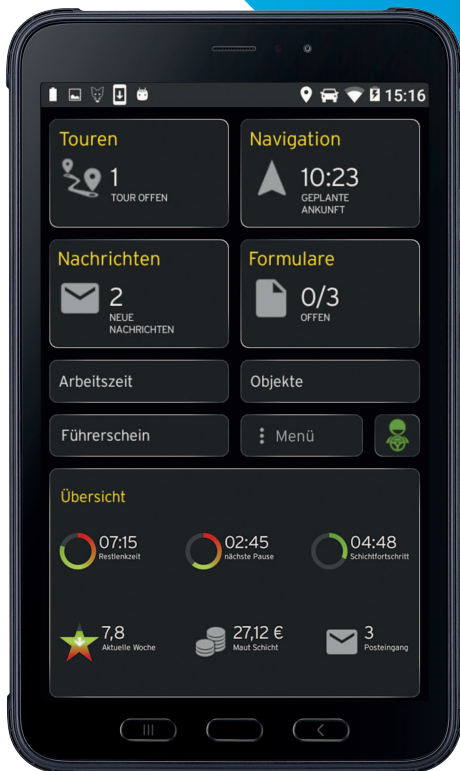 15:16
Touren
1
TOUR OFFEN
Navigation
10:23
GEPLANTE
ANKUNFT
Nachrichten
2
NEUE
NACHRICHTEN
Formulare
0/3
OFFEN
Arbeitszeit
Objekte
Führerschein
Menü
Übersicht
07:15
Restlenkzeit
02:45
nächste Pause
04:48
Schichtfortschritt
7,8
Aktuelle Woche
27,12 €
Maut Schicht
3
Posteingang